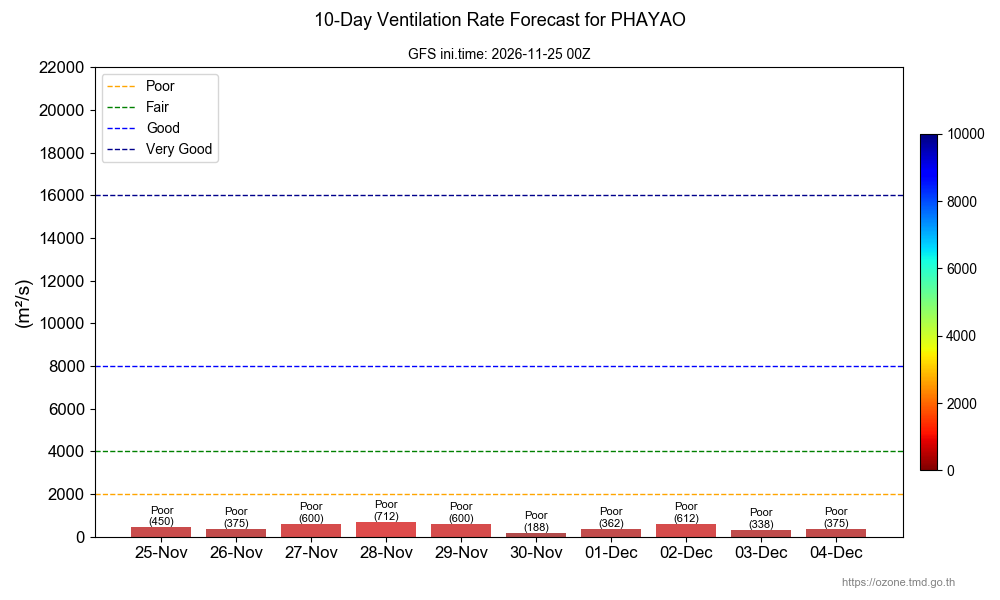 10-Day Ventilation Rate Forecast for PHAYAO
GFS ini.time: 2026-11-25 00Z
(m²/s)
22000
20000
18000
16000
14000
12000
10000
8000
6000
4000
2000
0
Poor
Fair
Good
Very Good
Poor
(450)
Poor
(375)
Poor
(600)
Poor
(712)
Poor
(600)
Poor
(188)
Poor
(362)
Poor
(612)
Poor
(338)
Poor
(375)
25-Nov 26-Nov 27-Nov 28-Nov 29-Nov 30-Nov 01-Dec 02-Dec 03-Dec 04-Dec
10000
8000
6000
4000
2000
0
https://ozone.tmd.go.th